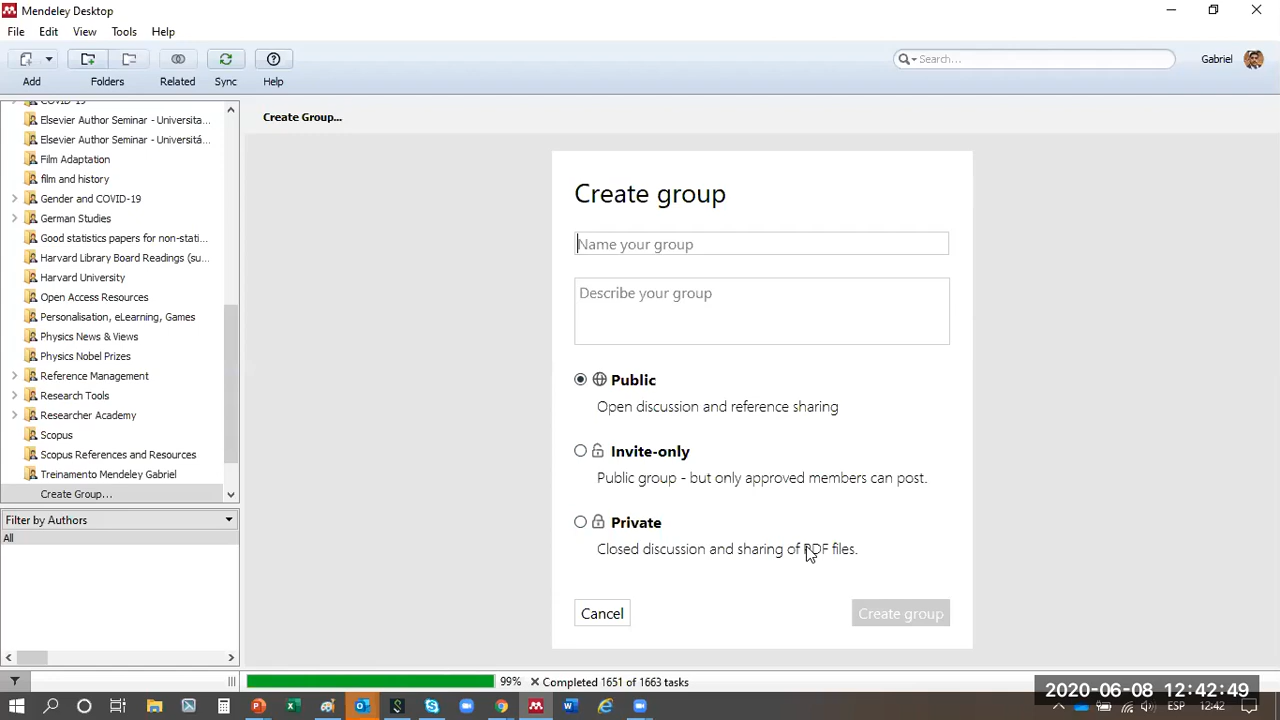 Mendeley Desktop
File Edit View Tools Help
Search...
Gabriel
Add Folders Related Sync Help
COVID-19
Elsevier Author Seminar - Universita...
Elsevier Author Seminar - Universitá...
Film Adaptation
film and history
Gender and COVID-19
German Studies
Good statistics papers for non-stati...
Harvard Library Board Readings (su...
Harvard University
Open Access Resources
Personalisation, eLearning, Games
Physics News & Views
Physics Nobel Prizes
Reference Management
Research Tools
Researcher Academy
Scopus
Scopus References and Resources
Treinamento Mendeley Gabriel
Create Group...
Filter by Authors
All
Create Group...
Create group
Name your group
Describe your group
Public
Open discussion and reference sharing
Invite-only
Public group - but only approved members can post.
Private
Closed discussion and sharing of PDF files.
Cancel
Create group
99% Completed 1651 of 1663 tasks
2020-06-08 12:42:49
ESP 12:42